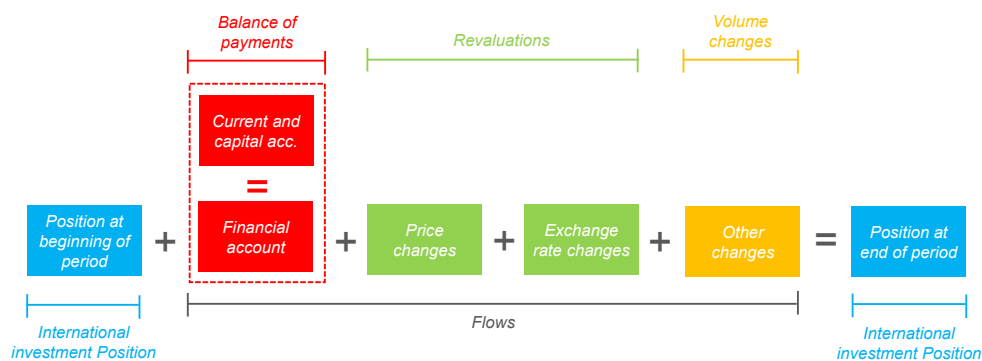 Balance of
payments
Revaluations
Volume
changes
Current and
capital acc.
=
Position at
beginning of
period
+
Financial
account
+
Price
changes
+
Exchange
rate changes
+
Other
changes
=
Position at
end of period
International
investment Position
Flows
International
investment Position